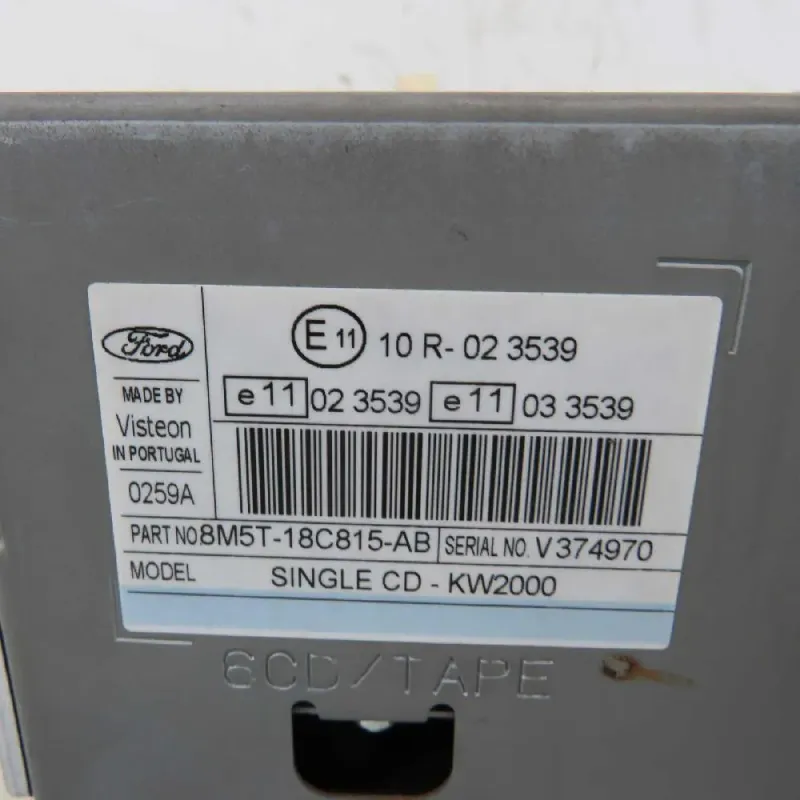 Ford
E 11 10 R- 02 3539
e 11 02 3539 e 11 03 3539
MADE BY
Visteon
IN PORTUGAL
0259A
PART NO. 8M5T-18C815-AB SERIAL NO. V374970
MODEL SINGLE CD - KW2000
6CD/TAPE